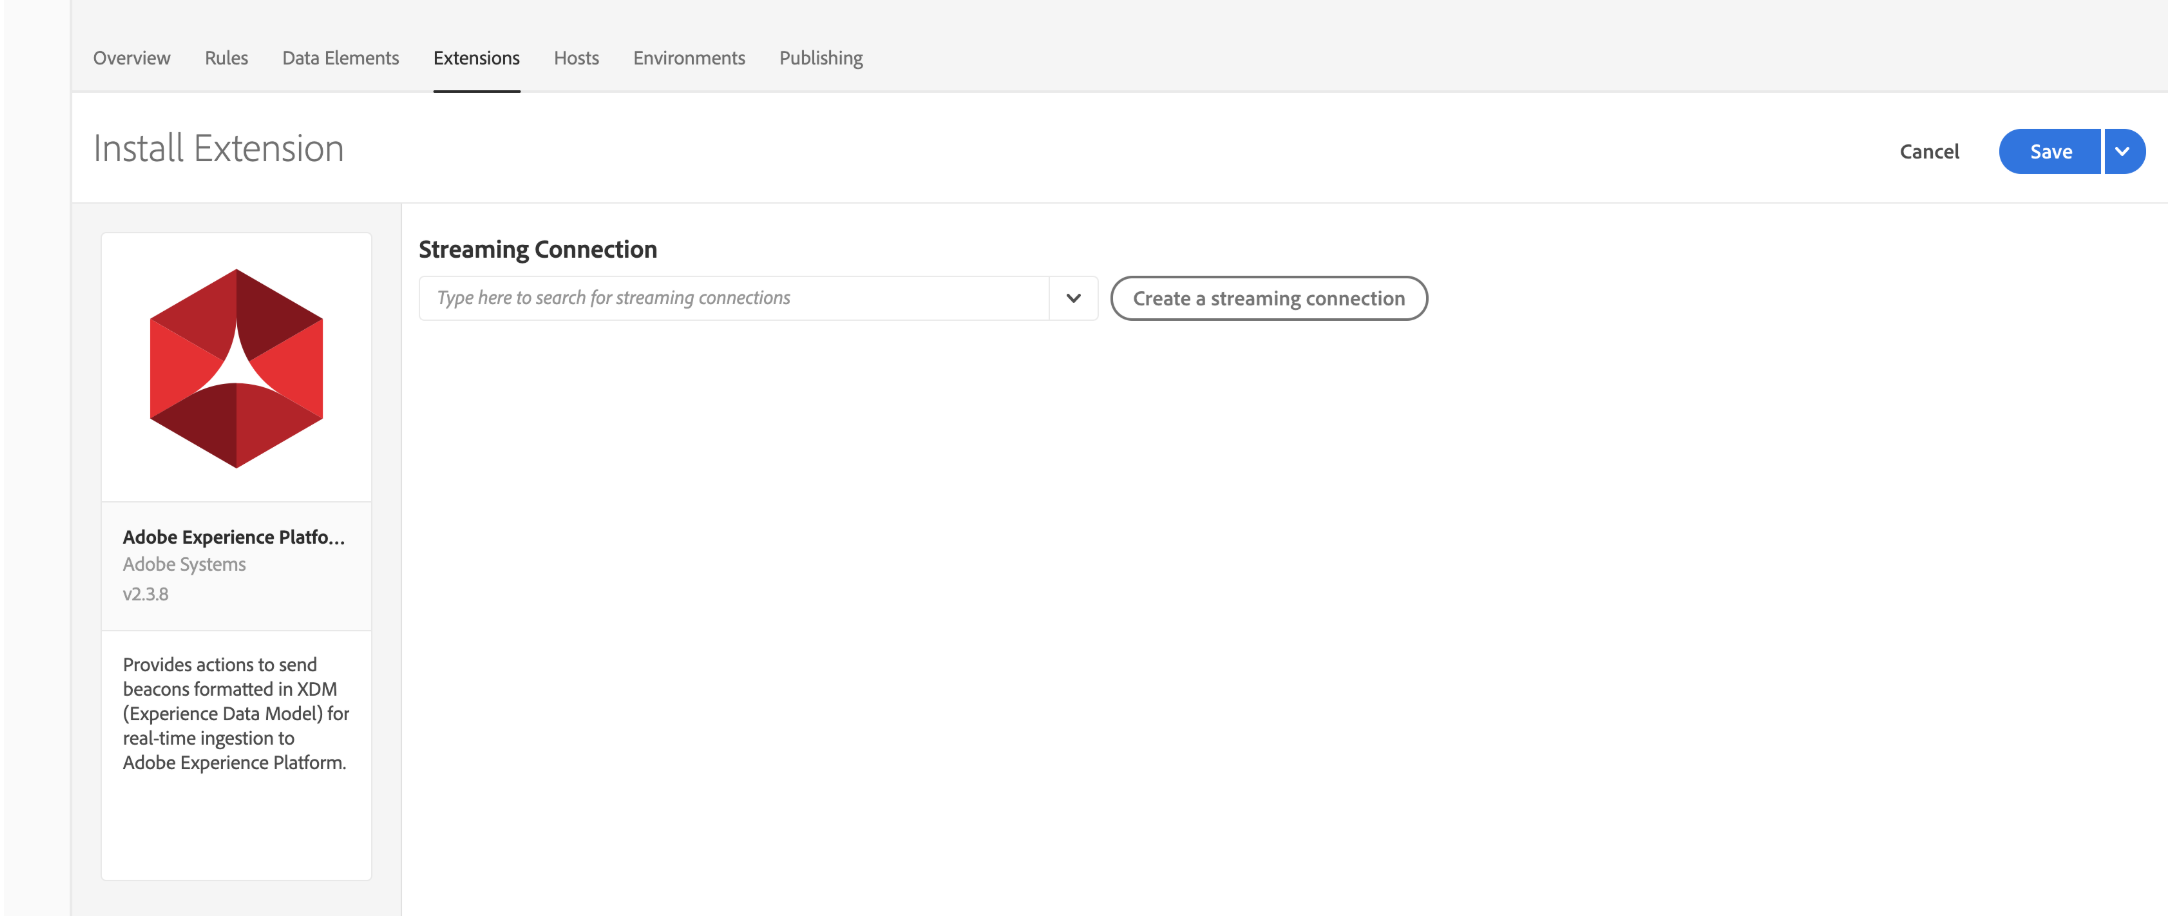 Overview Rules Data Elements Extensions Hosts Environments Publishing
Install Extension
Cancel Save
Streaming Connection
Type here to search for streaming connections
Create a streaming connection
Adobe Experience Platfo...
Adobe Systems
v2.3.8
Provides actions to send
beacons formatted in XDM
(Experience Data Model) for
real-time ingestion to
Adobe Experience Platform.